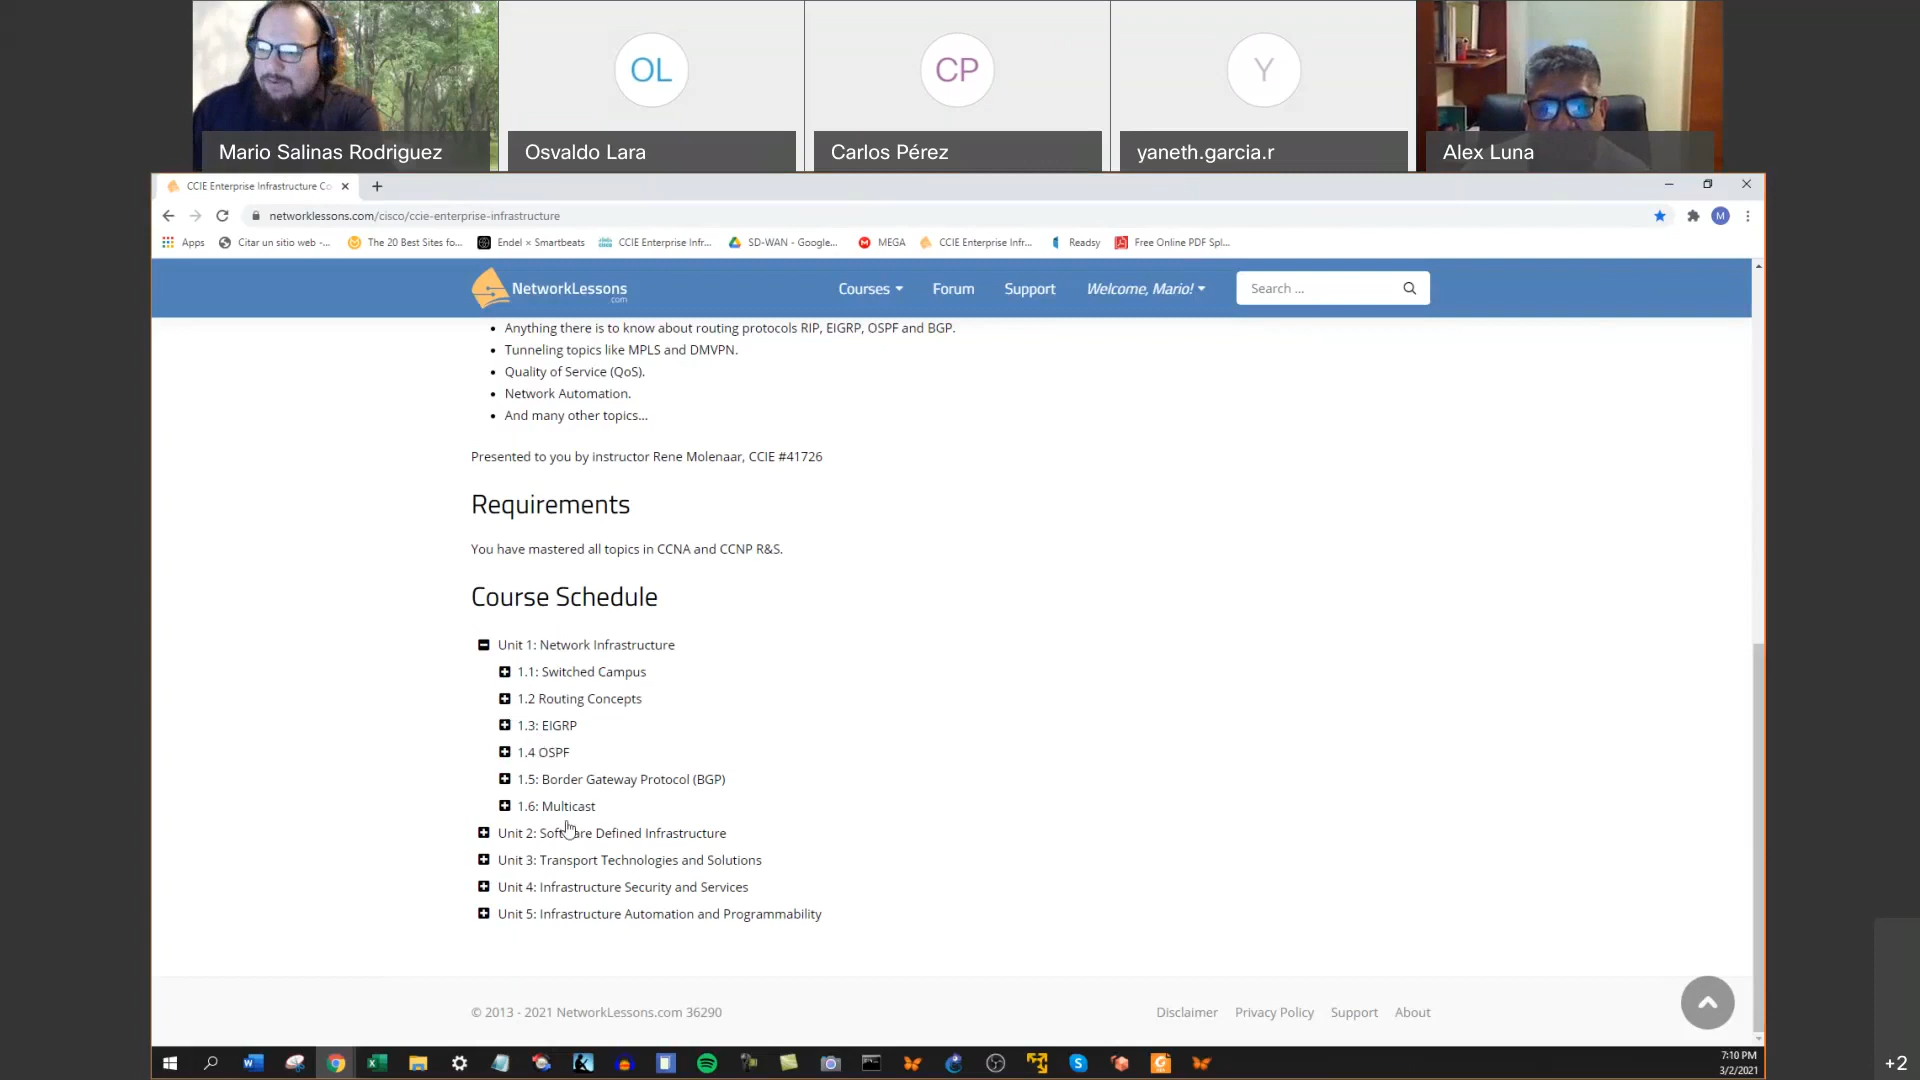 OL
CP
Y
Mario Salinas Rodriguez
Osvaldo Lara
Carlos Pérez
yaneth.garcia.r
Alex Luna
CCIE Enterprise Infrastructure Co
networklessons.com/cisco/ccie-enterprise-infrastructure
M
Apps
Citar un sitio web -...
The 20 Best Sites fo...
Endel × Smartbeats
CCIE Enterprise Infr...
SD-WAN - Google...
MEGA
CCIE Enterprise Infr...
Readsy
Free Online PDF Spl...
NetworkLessons
.com
Courses
Forum
Support
Welcome, Mario!
Search ...
Anything there is to know about routing protocols RIP, EIGRP, OSPF and BGP.
Tunneling topics like MPLS and DMVPN.
Quality of Service (QoS).
Network Automation.
And many other topics...
Presented to you by instructor Rene Molenaar, CCIE #41726
Requirements
You have mastered all topics in CCNA and CCNP R&S.
Course Schedule
Unit 1: Network Infrastructure
1.1: Switched Campus
1.2 Routing Concepts
1.3: EIGRP
1.4 OSPF
1.5: Border Gateway Protocol (BGP)
1.6: Multicast
Unit 2: Software Defined Infrastructure
Unit 3: Transport Technologies and Solutions
Unit 4: Infrastructure Security and Services
Unit 5: Infrastructure Automation and Programmability
© 2013 - 2021 NetworkLessons.com 36290
Disclaimer
Privacy Policy
Support
About
7:10 PM
3/2/2021
+2